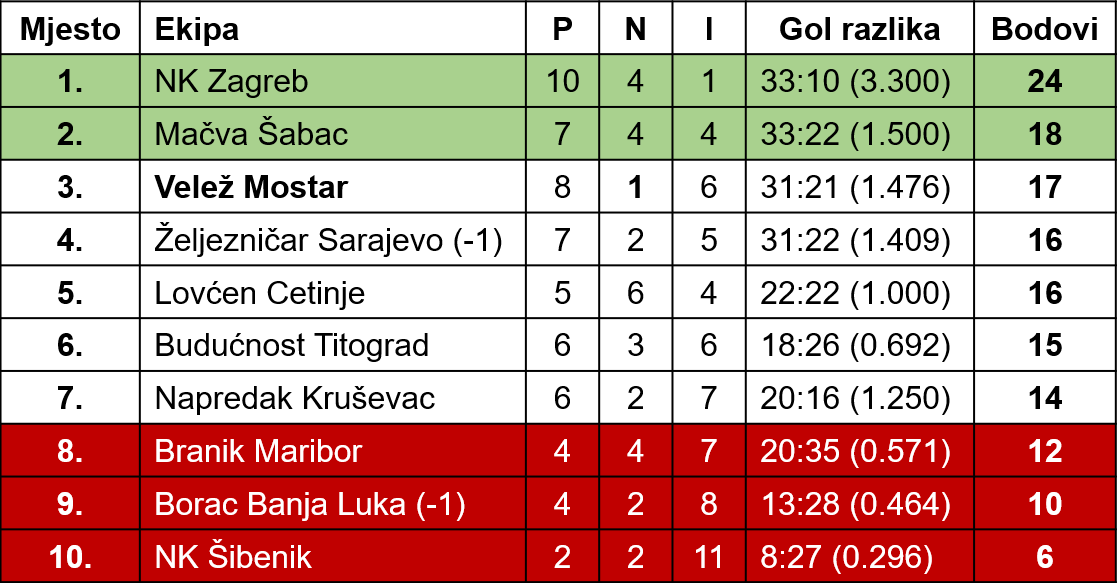 Mjesto Ekipa P N I Gol razlika Bodovi
1. NK Zagreb 10 4 1 33:10 (3.300) 24
2. Mačva Šabac 7 4 4 33:22 (1.500) 18
3. Velež Mostar 8 1 6 31:21 (1.476) 17
4. Željezničar Sarajevo (-1) 7 2 5 31:22 (1.409) 16
5. Lovćen Cetinje 5 6 4 22:22 (1.000) 16
6. Budućnost Titograd 6 3 6 18:26 (0.692) 15
7. Napredak Kruševac 6 2 7 20:16 (1.250) 14
8. Branik Maribor 4 4 7 20:35 (0.571) 12
9. Borac Banja Luka (-1) 4 2 8 13:28 (0.464) 10
10. NK Šibenik 2 2 11 8:27 (0.296) 6